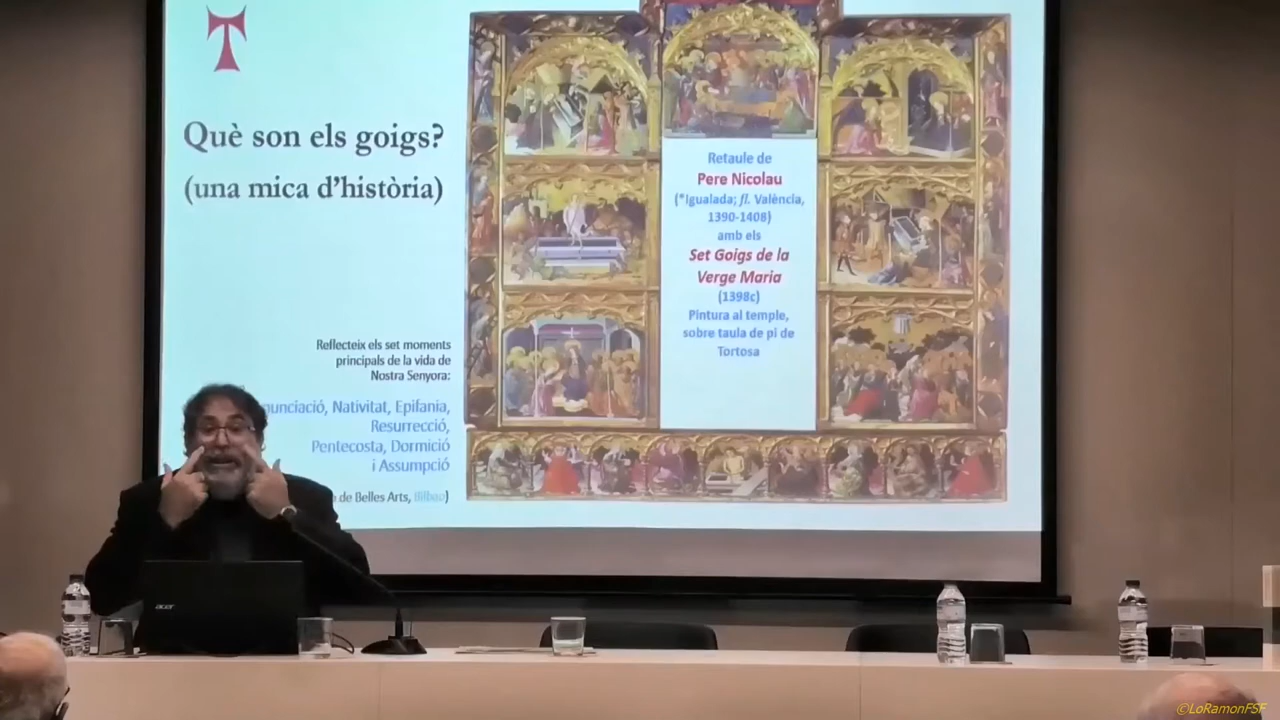 Què son els goigs?
(una mica d'història)
Reflecteix els set moments
principals de la vida de
Nostra Senyora:
Nativitat, Epifania,
Resurrecció,
Pentecosta, Dormició
i Assumpció
de Belles Arts, Bilbao)
Retaule de
Pere Nicolau
(*Igualada; fl. València,
1390-1408)
amb els
Set Goigs de la
Verge Maria
(1398c)
Pintura al temple,
sobre taula de pi de
Tortosa
acer
©LoRamonFSF